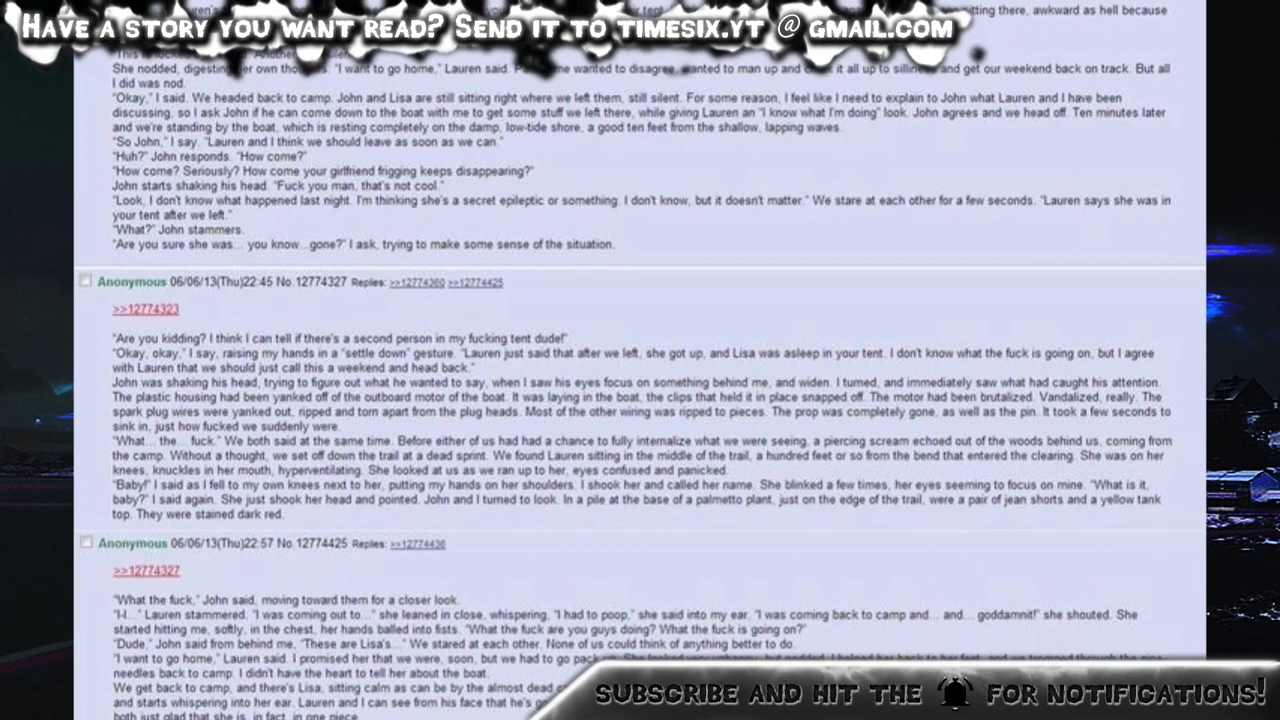 Have a story you want read? Send it to timesix.yt @ gmail.com
itting there, awkward as hell because
She nodded, digesting her own thoughts. "I want to go home," Lauren said. Part of me wanted to disagree, wanted to man up and chalk it all up to silliness and get our weekend back on track. But all
I did was nod.
"Okay," I said. We headed back to camp. John and Lisa are still sitting right where we left them, still silent. For some reason, I feel like I need to explain to John what Lauren and I have been
discussing, so I ask John if he can come down to the boat with me to get some stuff we left there, while giving Lauren an "I know what I'm doing" look. John agrees and we head off. Ten minutes later
and we're standing by the boat, which is resting completely on the damp, low-tide shore, a good ten feet from the shallow, lapping waves.
"So John," I say. "Lauren and I think we should leave as soon as we can."
"Huh?" John responds. "How come?"
"How come? Seriously? How come your girlfriend frigging keeps disappearing?"
John starts shaking his head. "Fuck you man, that's not cool."
"Look, I don't know what happened last night. I'm thinking she's a secret epileptic or something. I don't know, but it doesn't matter." We stare at each other for a few seconds. "Lauren says she was in
your tent after we left."
"What?" John stammers.
"Are you sure she was... you know...gone?" I ask, trying to make some sense of the situation.
Anonymous 06/06/13(Thu)22:45 No.12774327 Replies: >>12774360 >>12774425
>>12774323
"Are you kidding? I think I can tell if there's a second person in my fucking tent dude!"
"Okay, okay," I say, raising my hands in a "settle down" gesture. "Lauren just said that after we left, she got up, and Lisa was asleep in your tent. I don't know what the fuck is going on, but I agree
with Lauren that we should just call this a weekend and head back."
John was shaking his head, trying to figure out what he wanted to say, when I saw his eyes focus on something behind me, and widen. I turned, and immediately saw what had caught his attention.
The plastic housing had been yanked off of the outboard motor of the boat. It was laying in the boat, the clips that held it in place snapped off. The motor had been brutalized. Vandalized, really. The
spark plug wires were yanked out, ripped and torn apart from the plug heads. Most of the other wiring was ripped to pieces. The prop was completely gone, as well as the pin. It took a few seconds to
sink in, just how fucked we suddenly were.
"What... the... fuck." We both said at the same time. Before either of us had had a chance to fully internalize what we were seeing, a piercing scream echoed out of the woods behind us, coming from
the camp. Without a thought, we set off down the trail at a dead sprint. We found Lauren sitting in the middle of the trail, a hundred feet or so from the bend that entered the clearing. She was on her
knees, knuckles in her mouth, hyperventilating. She looked at us as we ran up to her, eyes confused and panicked.
"Baby!" I said as I fell to my own knees next to her, putting my hands on her shoulders. I shook her and called her name. She blinked a few times, her eyes seeming to focus on mine. "What is it,
baby?" I said again. She just shook her head and pointed. John and I turned to look. In a pile at the base of a palmetto plant, just on the edge of the trail, were a pair of jean shorts and a yellow tank
top. They were stained dark red.
Anonymous 06/06/13(Thu)22:57 No.12774425 Replies: >>12774436
>>12774327
"What the fuck," John said, moving toward them for a closer look.
"I-I..." Lauren stammered. "I was coming out to..." she leaned in close, whispering, "I had to poop," she said into my ear. "I was coming back to camp and... and... goddamnit!" she shouted. She
started hitting me, softly, in the chest, her hands balled into fists. "What the fuck are you guys doing? What the fuck is going on?"
"Dude," John said from behind me, "These are Lisa's..." We stared at each other. None of us could think of anything better to do.
"I want to go home," Lauren said. I promised her that we were, soon, but we had to go pack up.
needles back to camp. I didn't have the heart to tell her about the boat.
We get back to camp, and there's Lisa, sitting calm as can be by the almost dead
and starts whispering into her ear. Lauren and I can see from his face that he's
both just glad that she is, in fact, in one piece.
Subscribe and hit the for notifications!